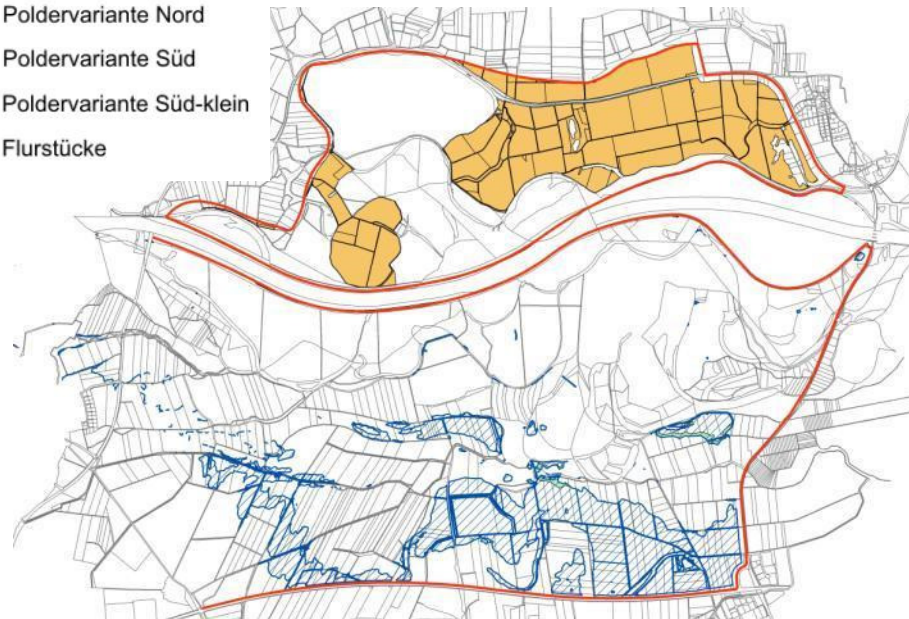 Poldervariante Nord
Poldervariante Süd
Poldervariante Süd-klein
Flurstücke